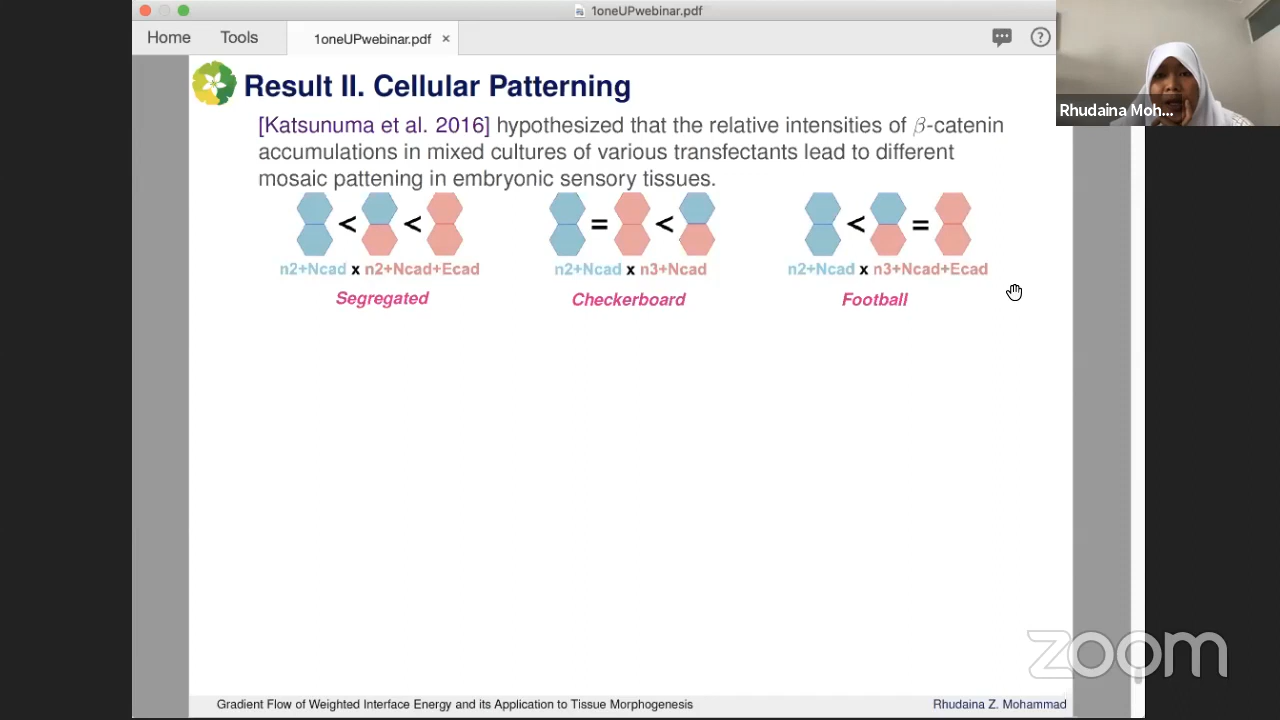 1oneUPwebinar.pdf
Home Tools 1oneUPwebinar.pdf ×
Rhudaina Moh...
Result II. Cellular Patterning
[Katsunuma et al. 2016] hypothesized that the relative intensities of β-catenin
accumulations in mixed cultures of various transfectants lead to different
mosaic pattening in embryonic sensory tissues.
< < = < < =
n2+Ncad x n2+Ncad+Ecad n2+Ncad x n3+Ncad n2+Ncad x n3+Ncad+Ecad
Segregated Checkerboard Football
zoom
Gradient Flow of Weighted Interface Energy and its Application to Tissue Morphogenesis Rhudaina Z. Mohammad